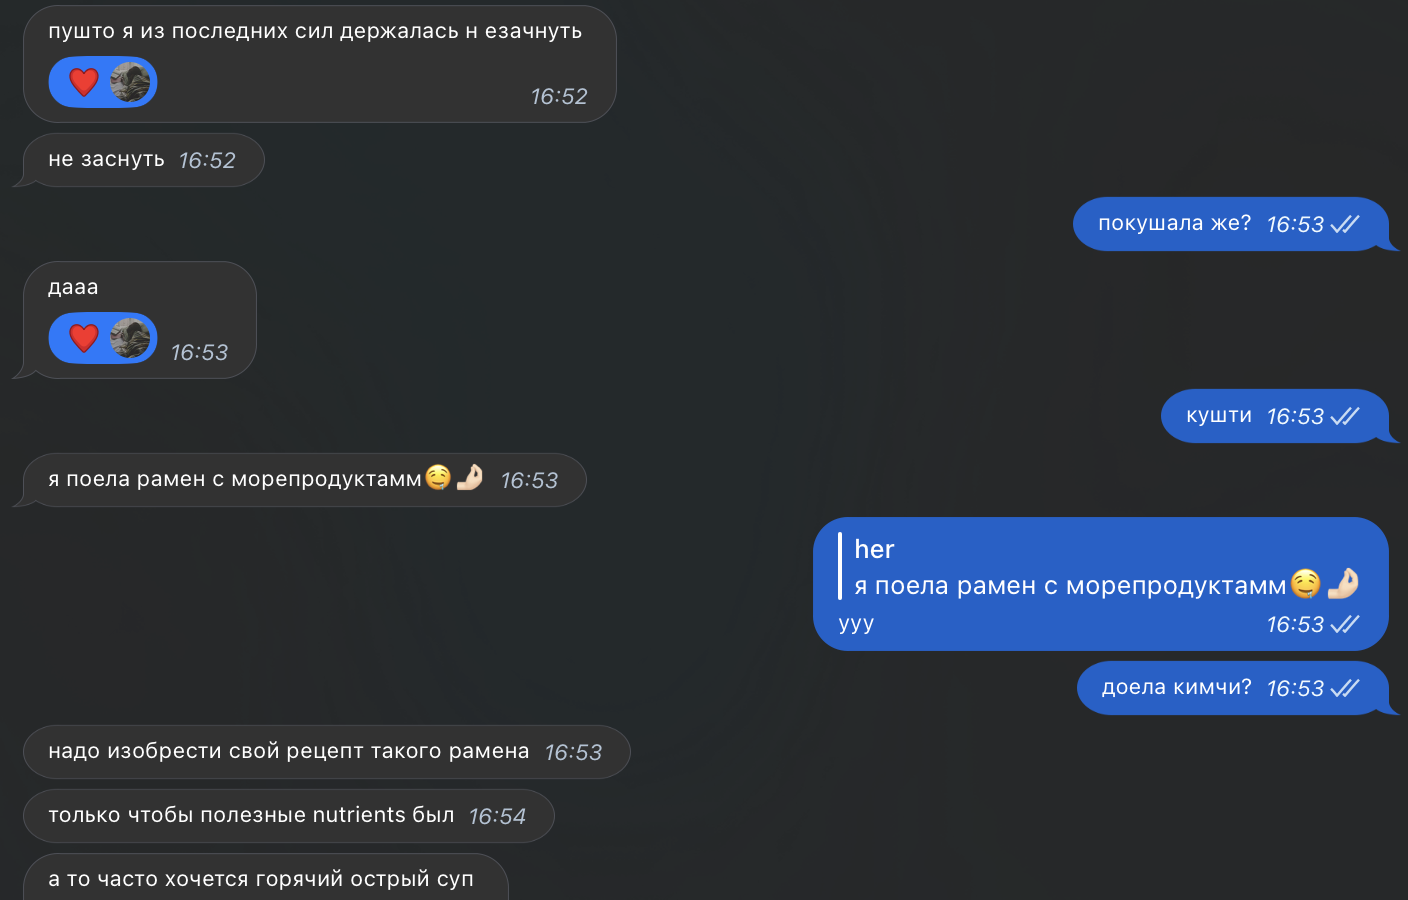 пушто я из последних сил держалась н езачнуть
❤️
16:52
не заснуть 16:52
покушала же? 16:53
дааа
❤️ 16:53
кушти 16:53
я поела рамен с морепродуктамм🤤🤌🏻 16:53
her
я поела рамен с морепродуктамм🤤🤌🏻
ууу 16:53
доела кимчи? 16:53
надо изобрести свой рецепт такого рамена 16:53
только чтобы полезные nutrients был 16:54
а то часто хочется горячий острый суп